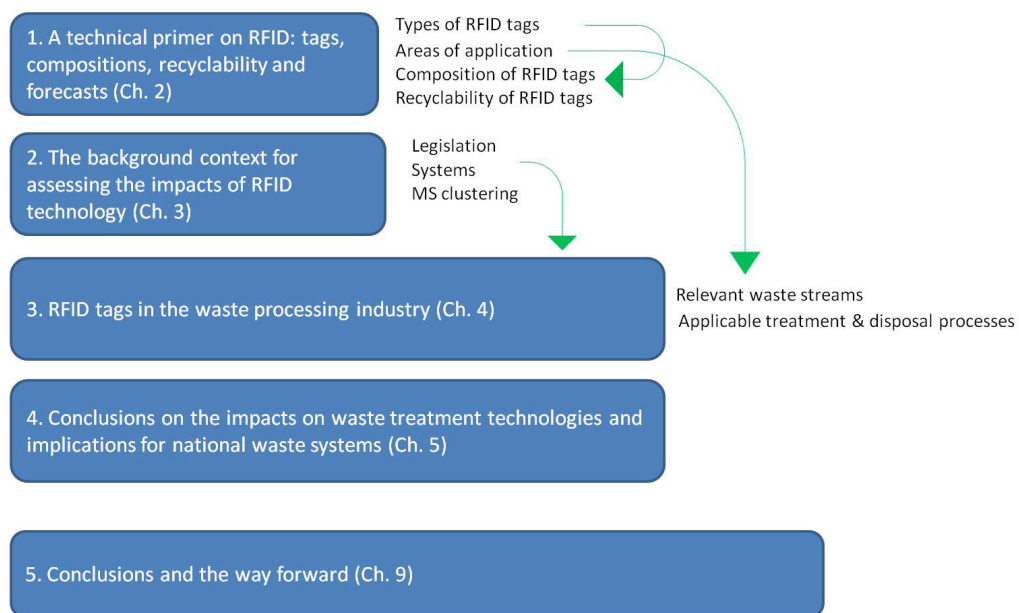 1. A technical primer on RFID: tags,
compositions, recyclability and
forecasts (Ch. 2)
Types of RFID tags
Areas of application
Composition of RFID tags
Recyclability of RFID tags
2. The background context for
assessing the impacts of RFID
technology (Ch. 3)
Legislation
Systems
MS clustering
3. RFID tags in the waste processing industry (Ch. 4)
Relevant waste streams
Applicable treatment & disposal processes
4. Conclusions on the impacts on waste treatment technologies and
implications for national waste systems (Ch. 5)
5. Conclusions and the way forward (Ch. 9)